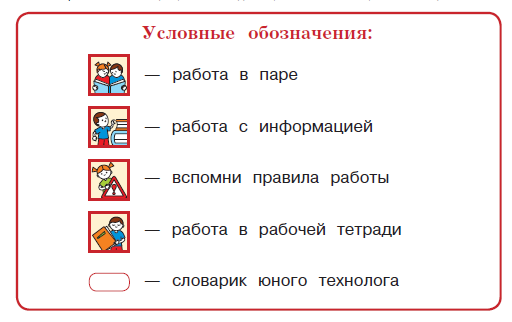 Условные обозначения:
— работа в паре
— работа с информацией
— вспомни правила работы
— работа в рабочей тетради
— словарик юного технолога